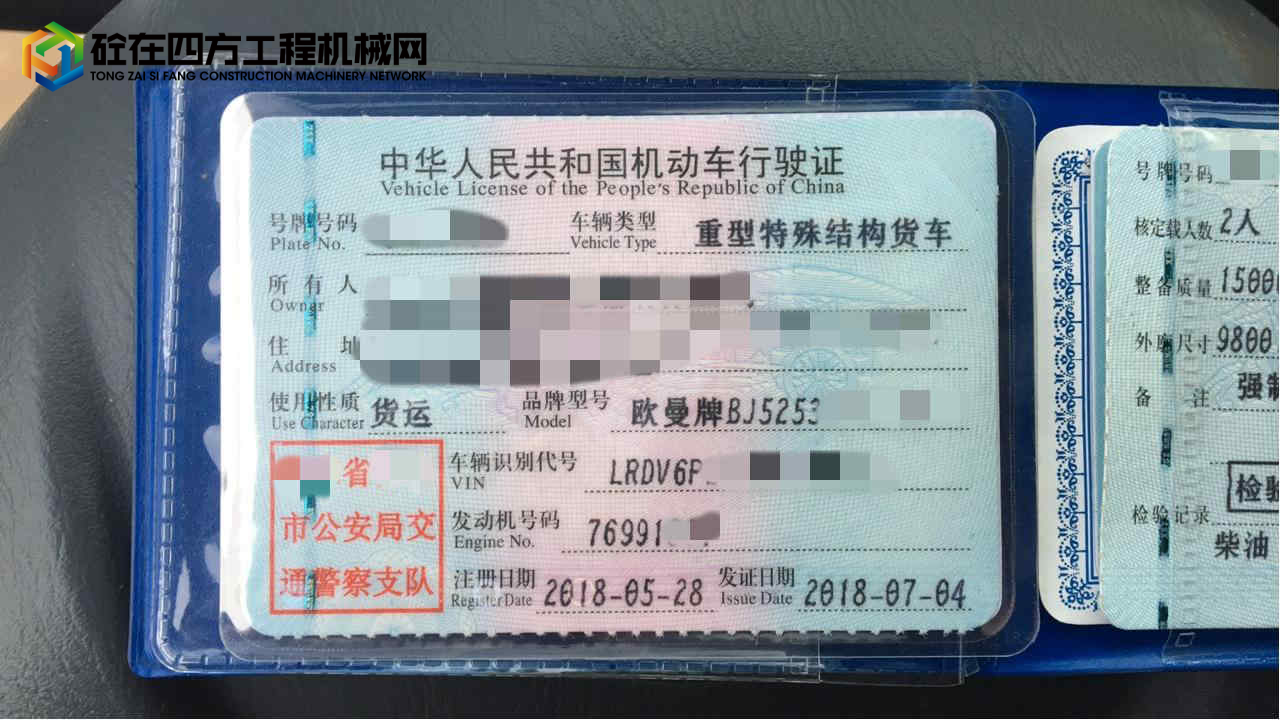 砼在四方工程机械网
TONG ZAI SI FANG CONSTRUCTION MACHINERY NETWORK
中华人民共和国机动车行驶证
Vehicle License of the People's Republic of China
号牌号码
Plate No.
车辆类型 重型特殊结构货车
Vehicle Type
所有人
Owner
住址
Address
使用性质 货运
Use Character
品牌型号 欧曼牌BJ5253
Model
省
市公安局交
通警察支队
车辆识别代号 LRDV6P
VIN
发动机号码 76991
Engine No.
注册日期 2018-05-28
Register Date
发证日期 2018-07-04
Issue Date
号牌号码
核定载人数 2人
整备质量 1500
外廓尺寸 9800
备注 强制
检验
检验记录
柴油